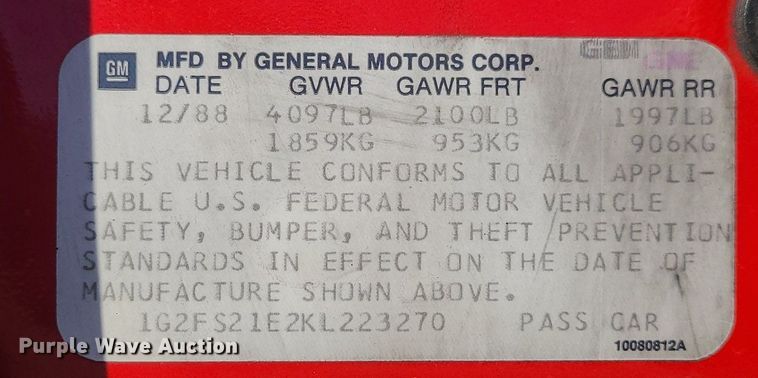 GM
MFD BY GENERAL MOTORS CORP.
DATE GVWR GAWR FRT GAWR RR
12/88 4097LB 2100LB 1997LB
1859KG 953KG 906KG
THIS VEHICLE CONFORMS TO ALL APPLI-
CABLE U.S. FEDERAL MOTOR VEHICLE
SAFETY, BUMPER, AND THEFT PREVENTION
STANDARDS IN EFFECT ON THE DATE OF
MANUFACTURE SHOWN ABOVE.
1G2FS21E2KL223270 PASS CAR
10080812A
Purple Wave Auction